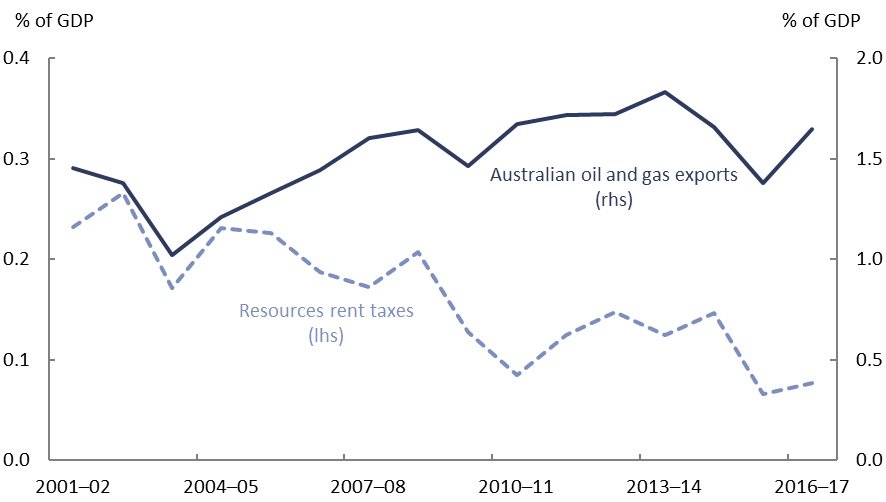 % of GDP
% of GDP
0.4
2.0
0.3
1.5
Australian oil and gas exports
(rhs)
0.2
1.0
Resources rent taxes
(lhs)
0.1
0.5
0.0
0.0
2001–02
2004–05
2007–08
2010–11
2013–14
2016–17